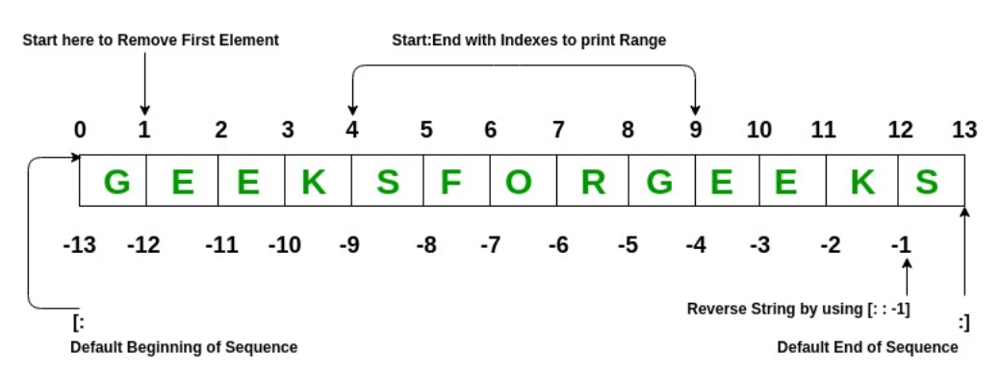 Start here to Remove First Element
Start:End with Indexes to print Range
0 1 2 3 4 5 6 7 8 9 10 11 12 13
G E E K S F O R G E E K S
-13 -12 -11 -10 -9 -8 -7 -6 -5 -4 -3 -2 -1
Reverse String by using [: : -1]
[: :]
Default Beginning of Sequence
Default End of Sequence